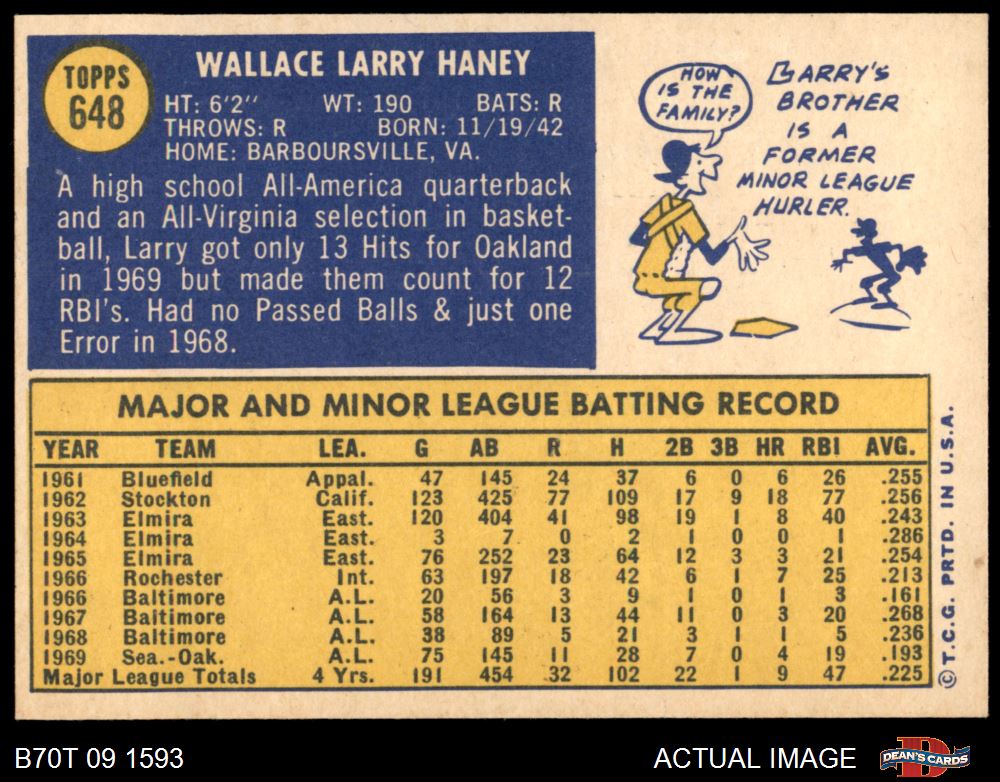 TOPPS
648
WALLACE LARRY HANEY
HT: 6'2" WT: 190 BATS: R
THROWS: R BORN: 11/19/42
HOME: BARBOURSVILLE, VA.
A high school All-America quarterback
and an All-Virginia selection in basket-
ball, Larry got only 13 Hits for Oakland
in 1969 but made them count for 12
RBI's. Had no Passed Balls & just one
Error in 1968.
HOW
IS THE
FAMILY?
LARRY'S
BROTHER
IS A
FORMER
MINOR LEAGUE
HURLER.
MAJOR AND MINOR LEAGUE BATTING RECORD
YEAR TEAM LEA. G AB R H 2B 3B HR RBI AVG.
1961 Bluefield Appal. 47 145 24 37 6 0 6 26 .255
1962 Stockton Calif. 123 425 77 109 17 9 18 77 .256
1963 Elmira East. 120 404 41 98 19 1 8 40 .243
1964 Elmira East. 3 7 0 2 1 0 0 1 .286
1965 Elmira East. 76 252 23 64 12 3 3 21 .254
1966 Rochester Int. 63 197 18 42 6 1 7 25 .213
1966 Baltimore A.L. 20 56 3 9 1 0 1 3 .161
1967 Baltimore A.L. 58 164 13 44 11 0 3 20 .268
1968 Baltimore A.L. 38 89 5 21 3 1 1 5 .236
1969 Sea.-Oak. A.L. 75 145 11 28 7 0 4 19 .193
Major League Totals 4 Yrs. 191 454 32 102 22 1 9 47 .225
© T.C.G. PRTD. IN U.S.A.
B70T 09 1593
ACTUAL IMAGE
DEAN'S CARDS